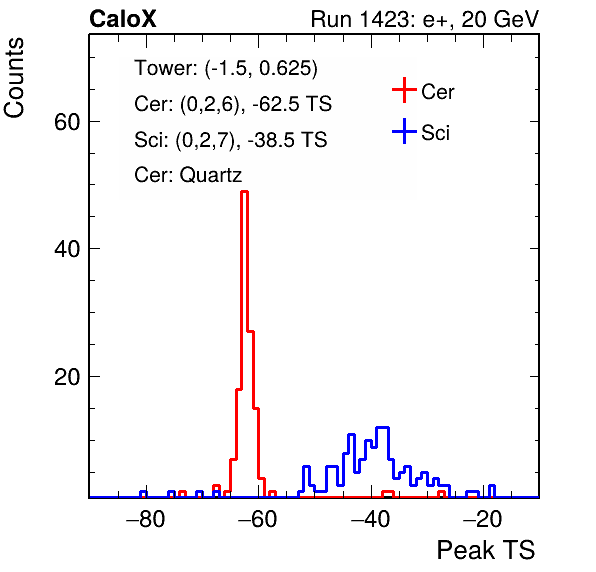 CaloX Run 1423: e+, 20 GeV
Counts
Tower: (-1.5, 0.625)
Cer: (0,2,6), -62.5 TS
Sci: (0,2,7), -38.5 TS
Cer: Quartz
Cer
Sci
60
40
20
−80 −60 −40 −20
Peak TS